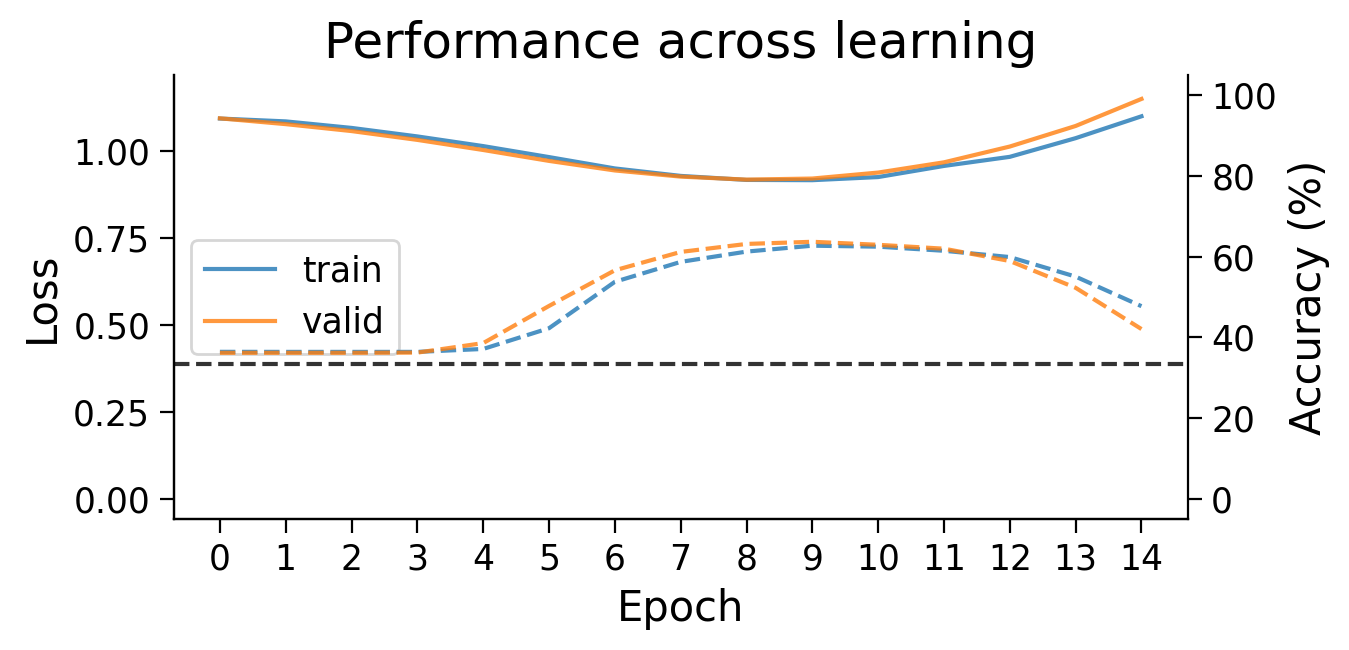 Performance across learning
Loss
1.00
0.75
0.50
0.25
0.00
train
valid
100
80
60
40
20
0
Accuracy (%)
0 1 2 3 4 5 6 7 8 9 10 11 12 13 14
Epoch